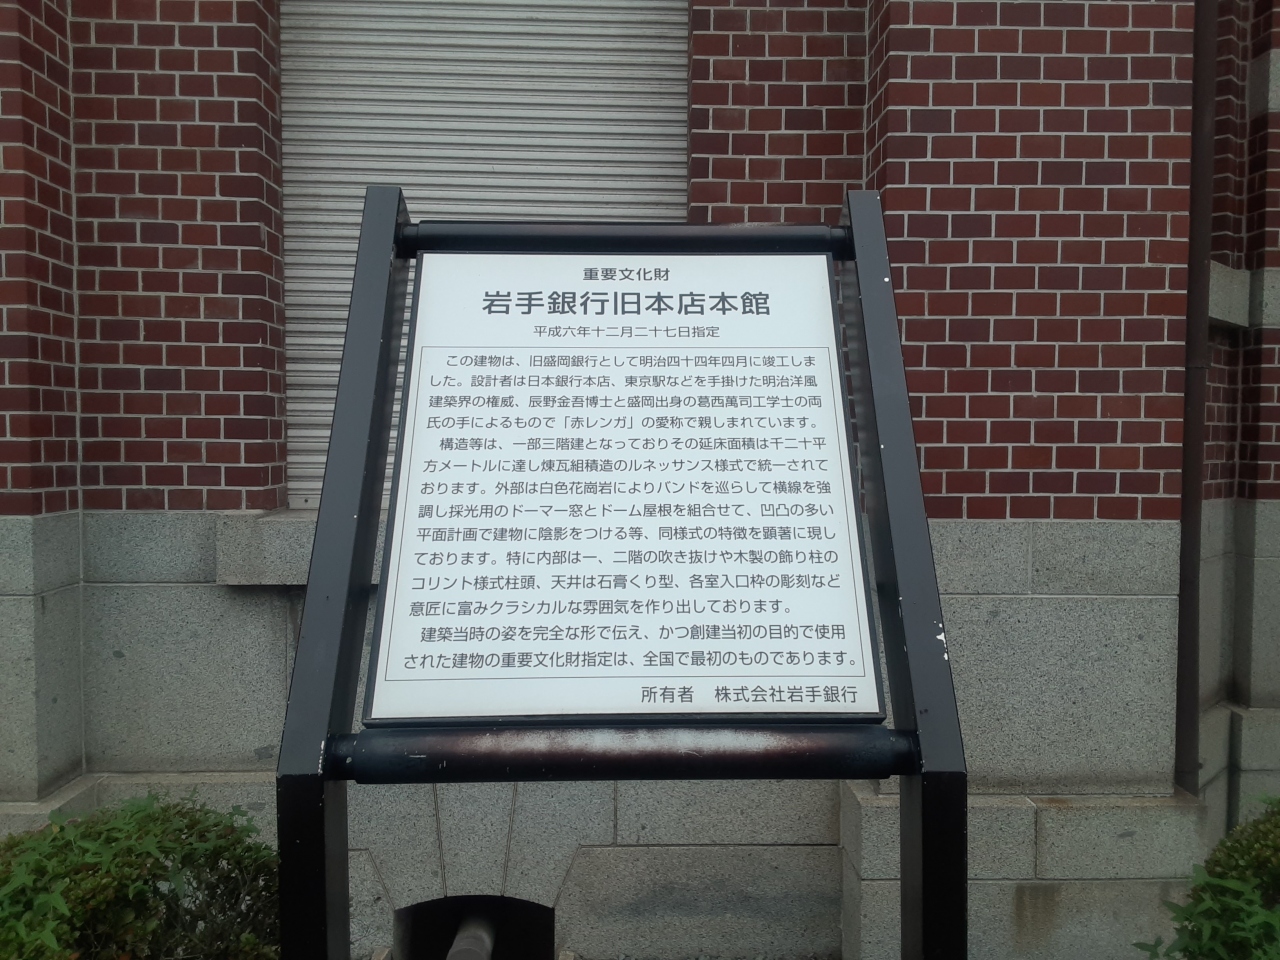 重要文化財
岩手銀行旧本店本館
平成六年十二月二十七日指定
この建物は、旧盛岡銀行として明治四十四年四月に竣工しま
した。設計者は日本銀行本店、東京駅などを手掛けた明治洋風
建築界の権威、辰野金吾博士と盛岡出身の葛西萬司工学士の両
氏の手によるもので「赤レンガ」の愛称で親しまれています。
構造等は、一部三階建となっておりその延床面積は千二十平
方メートルに達し煉瓦組積造のルネッサンス様式で統一されて
おります。外部は白色花崗岩によりバンドを巡らして横線を強
調し採光用のドーマー窓とドーム屋根を組合せて、凹凸の多い
平面計画で建物に陰影をつける等、同様式の特徴を顕著に現し
ております。特に内部は一、二階の吹き抜けや木製の飾り柱の
コリント様式柱頭、天井は石膏くり型、各室入口枠の彫刻など
意匠に富みクラシカルな雰囲気を作り出しております。
建築当時の姿を完全な形で伝え、かつ創建当初の目的で使用
された建物の重要文化財指定は、全国で最初のものであります。
所有者　株式会社岩手銀行